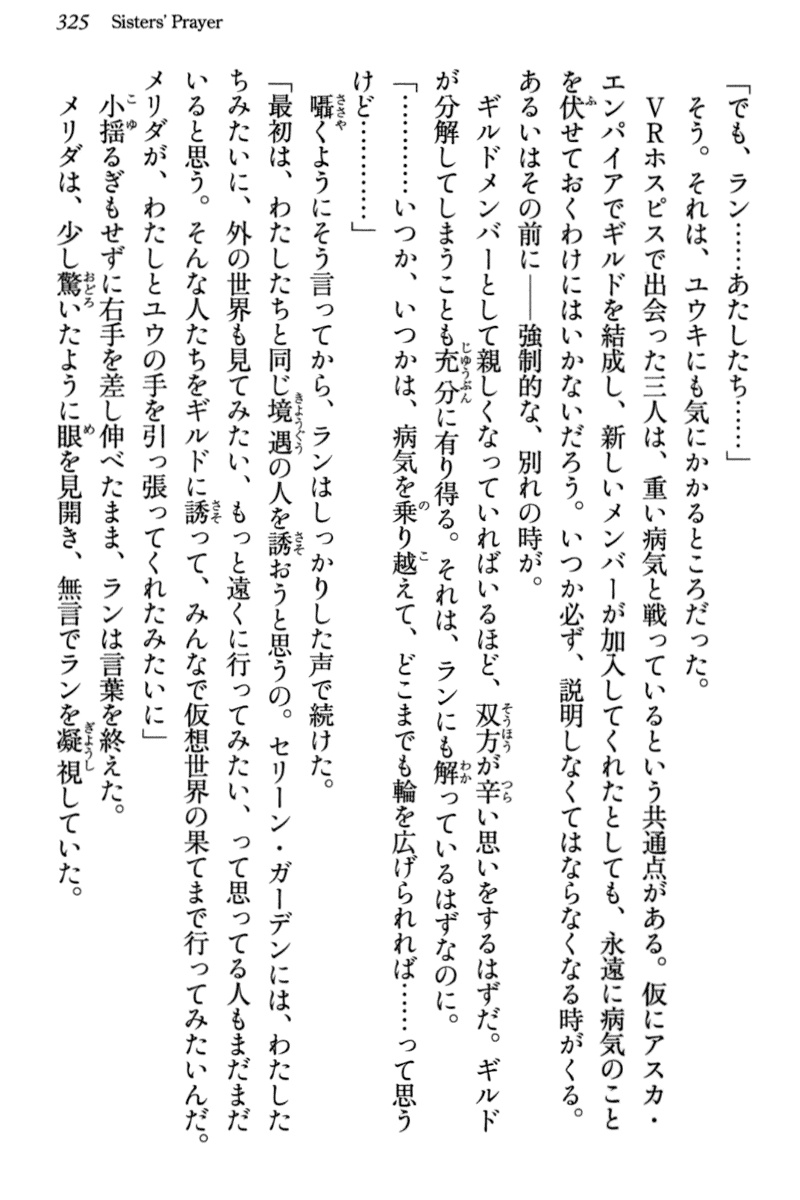 325 Sisters' Prayer
「でも、ラン……あたしたち……」
そう。それは、ユウキにも気にかかるところだった。
VRホスピスで出会った三人は、重い病気と戦っているという共通点がある。仮にアスカ・
エンパイアでギルドを結成し、新しいメンバーが加入してくれたとしても、永遠に病気のこと
を伏せておくわけにはいかないだろう。いつか必ず、説明しなくてはならなくなる時がくる。
あるいはその前に――強制的な、別れの時が。
ギルドメンバーとして親しくなっていればいるほど、双方が辛い思いをするはずだ。ギルド
が分解してしまうことも充分に有り得る。それは、ランにも解っているはずなのに。
「…………いつか、いつかは、病気を乗り越えて、どこまでも輪を広げられれば……って思う
けど…………」
囁くようにそう言ってから、ランはしっかりした声で続けた。
「最初は、わたしたちと同じ境遇の人を誘おうと思うの。セリーン・ガーデンには、わたした
ちみたいに、外の世界も見てみたい、もっと遠くに行ってみたい、って思ってる人もまだまだ
いると思う。そんな人たちをギルドに誘って、みんなで仮想世界の果てまで行ってみたいんだ。
メリダが、わたしとユウの手を引っ張ってくれたみたいに」
小揺るぎもせずに右手を差し伸べたまま、ランは言葉を終えた。
メリダは、少し驚いたように眼を見開き、無言でランを凝視していた。